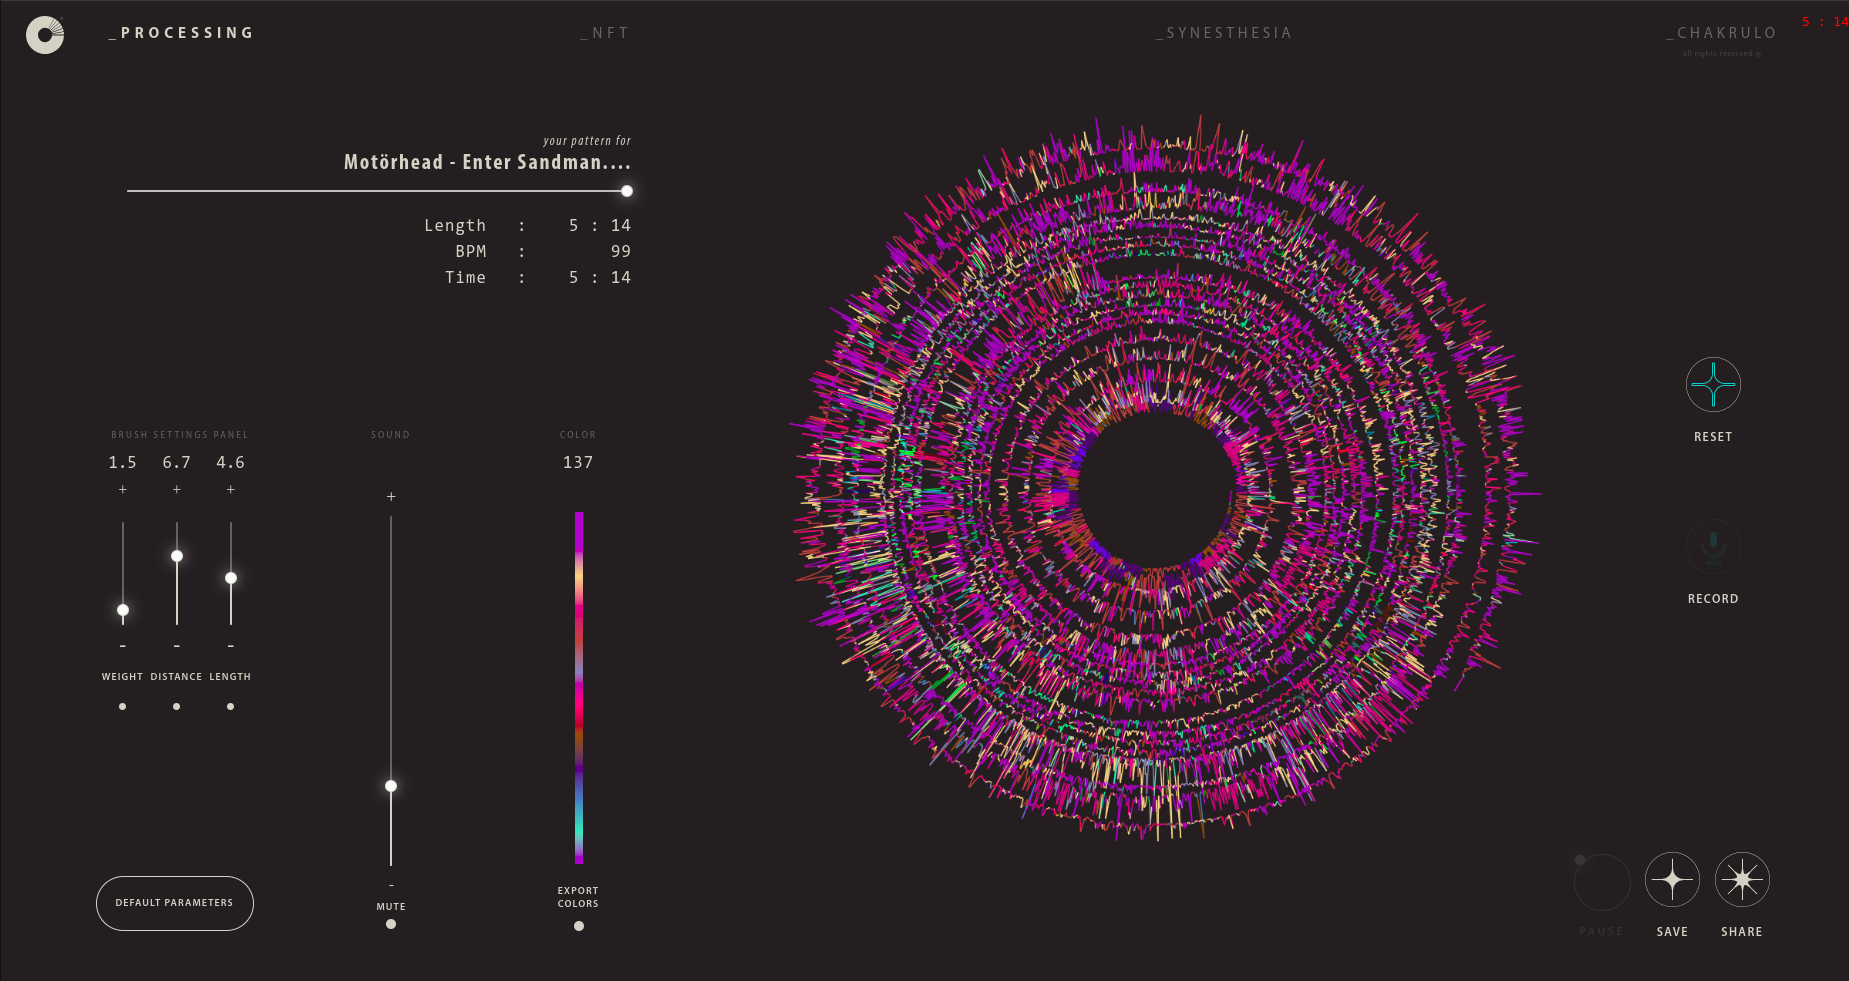 _PROCESSING
_NFT
_SYNESTHESIA
_CHAKRULO
5 : 14
all rights reserved @
your pattern for
Motörhead - Enter Sandman....
Length : 5 : 14
BPM : 99
Time : 5 : 14
BRUSH SETTINGS PANEL
SOUND
COLOR
1.5 6.7 4.6
137
+ + +
+
- - -
WEIGHT DISTANCE LENGTH
-
MUTE
EXPORT
COLORS
DEFAULT PARAMETERS
RESET
RECORD
PAUSE
SAVE
SHARE